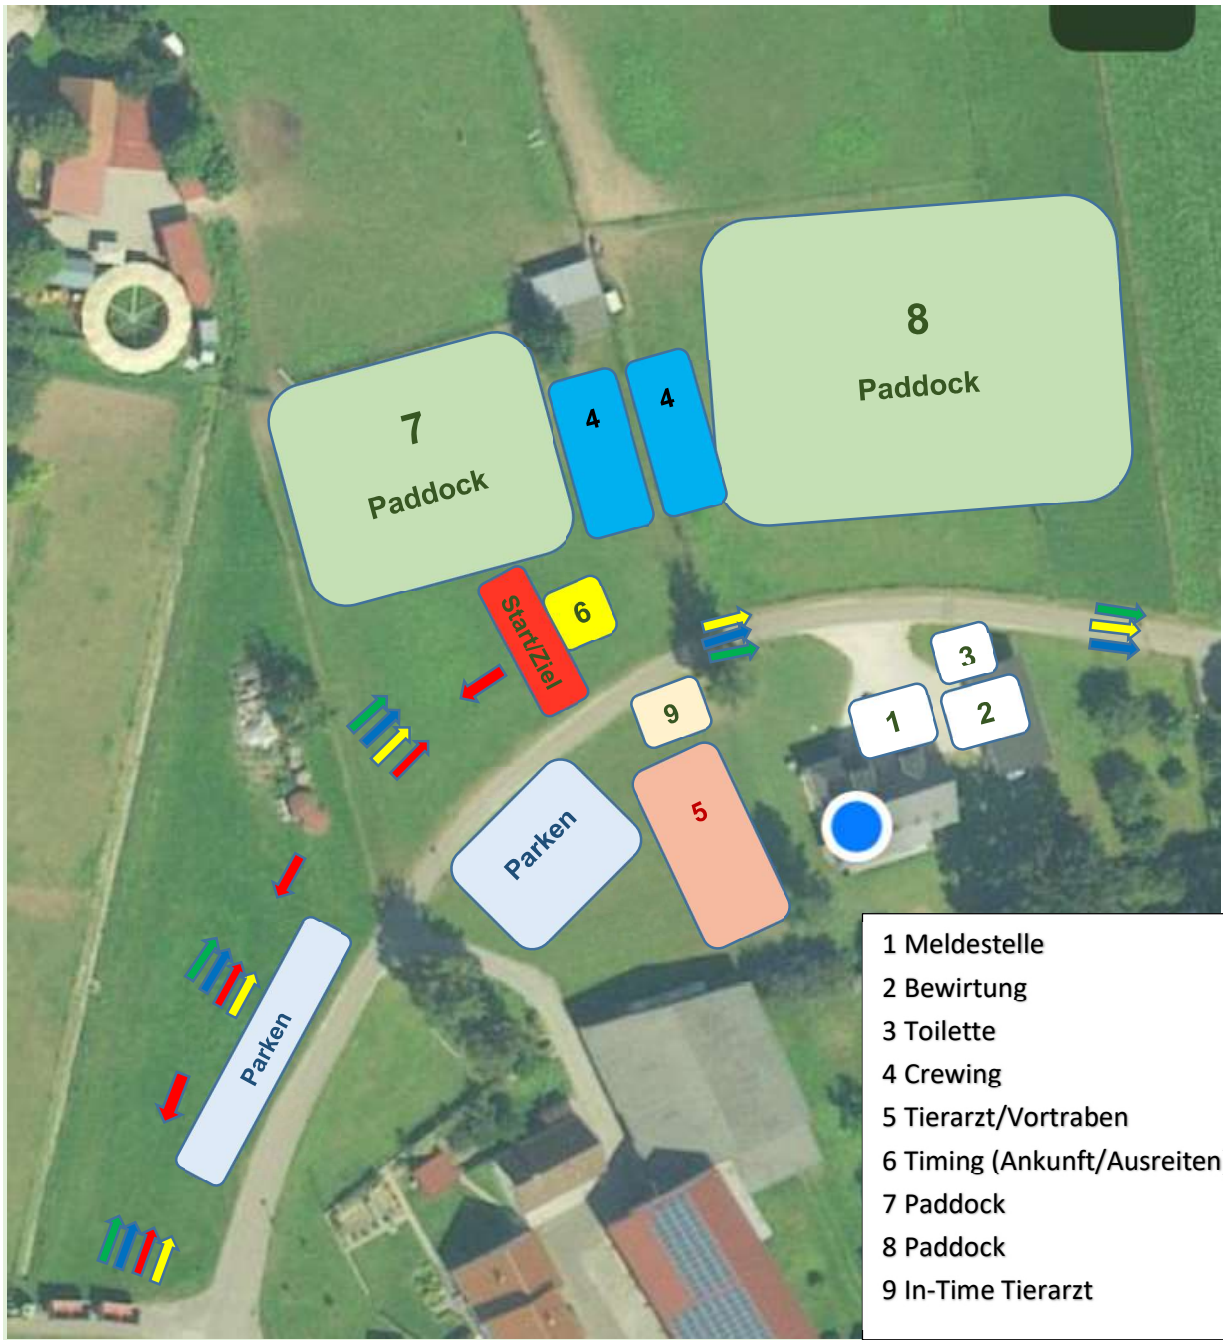 8
Paddock
7
Paddock
4
4
Start/Ziel
6
3
1
2
9
5
Parken
Parken
1 Meldestelle
2 Bewirtung
3 Toilette
4 Crewing
5 Tierarzt/Vortraben
6 Timing (Ankunft/Ausreiten
7 Paddock
8 Paddock
9 In-Time Tierarzt